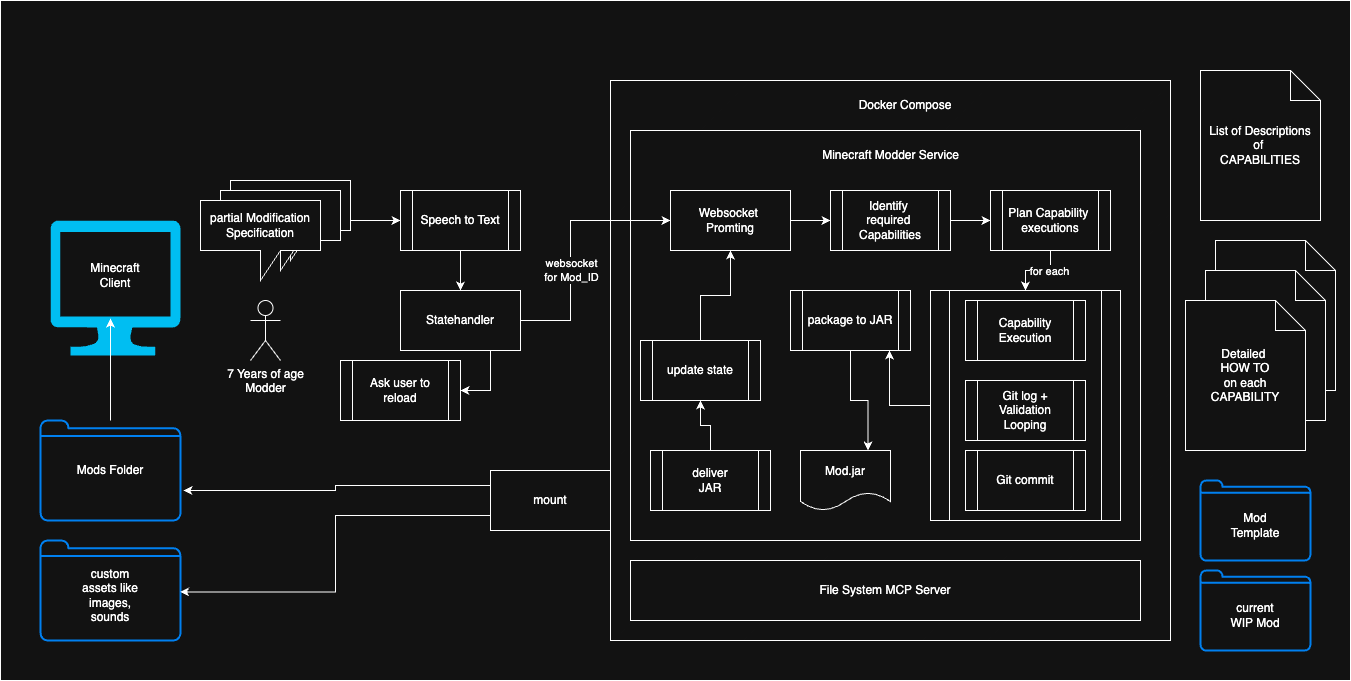 Docker Compose
Minecraft Modder Service
List of Descriptions
of
CAPABILITIES
partial Modification
Specification
Speech to Text
Websocket
Promting
Identify
required
Capabilities
Plan Capability
executions
Minecraft
Client
websocket
for Mod_ID
for each
Statehandler
package to JAR
Capability
Execution
7 Years of age
Modder
Ask user to
reload
update state
Git log +
Validation
Looping
Detailed
HOW TO
on each
CAPABILITY
Mods Folder
mount
deliver
JAR
Mod.jar
Git commit
Mod
Template
custom
assets like
images,
sounds
File System MCP Server
current
WIP Mod